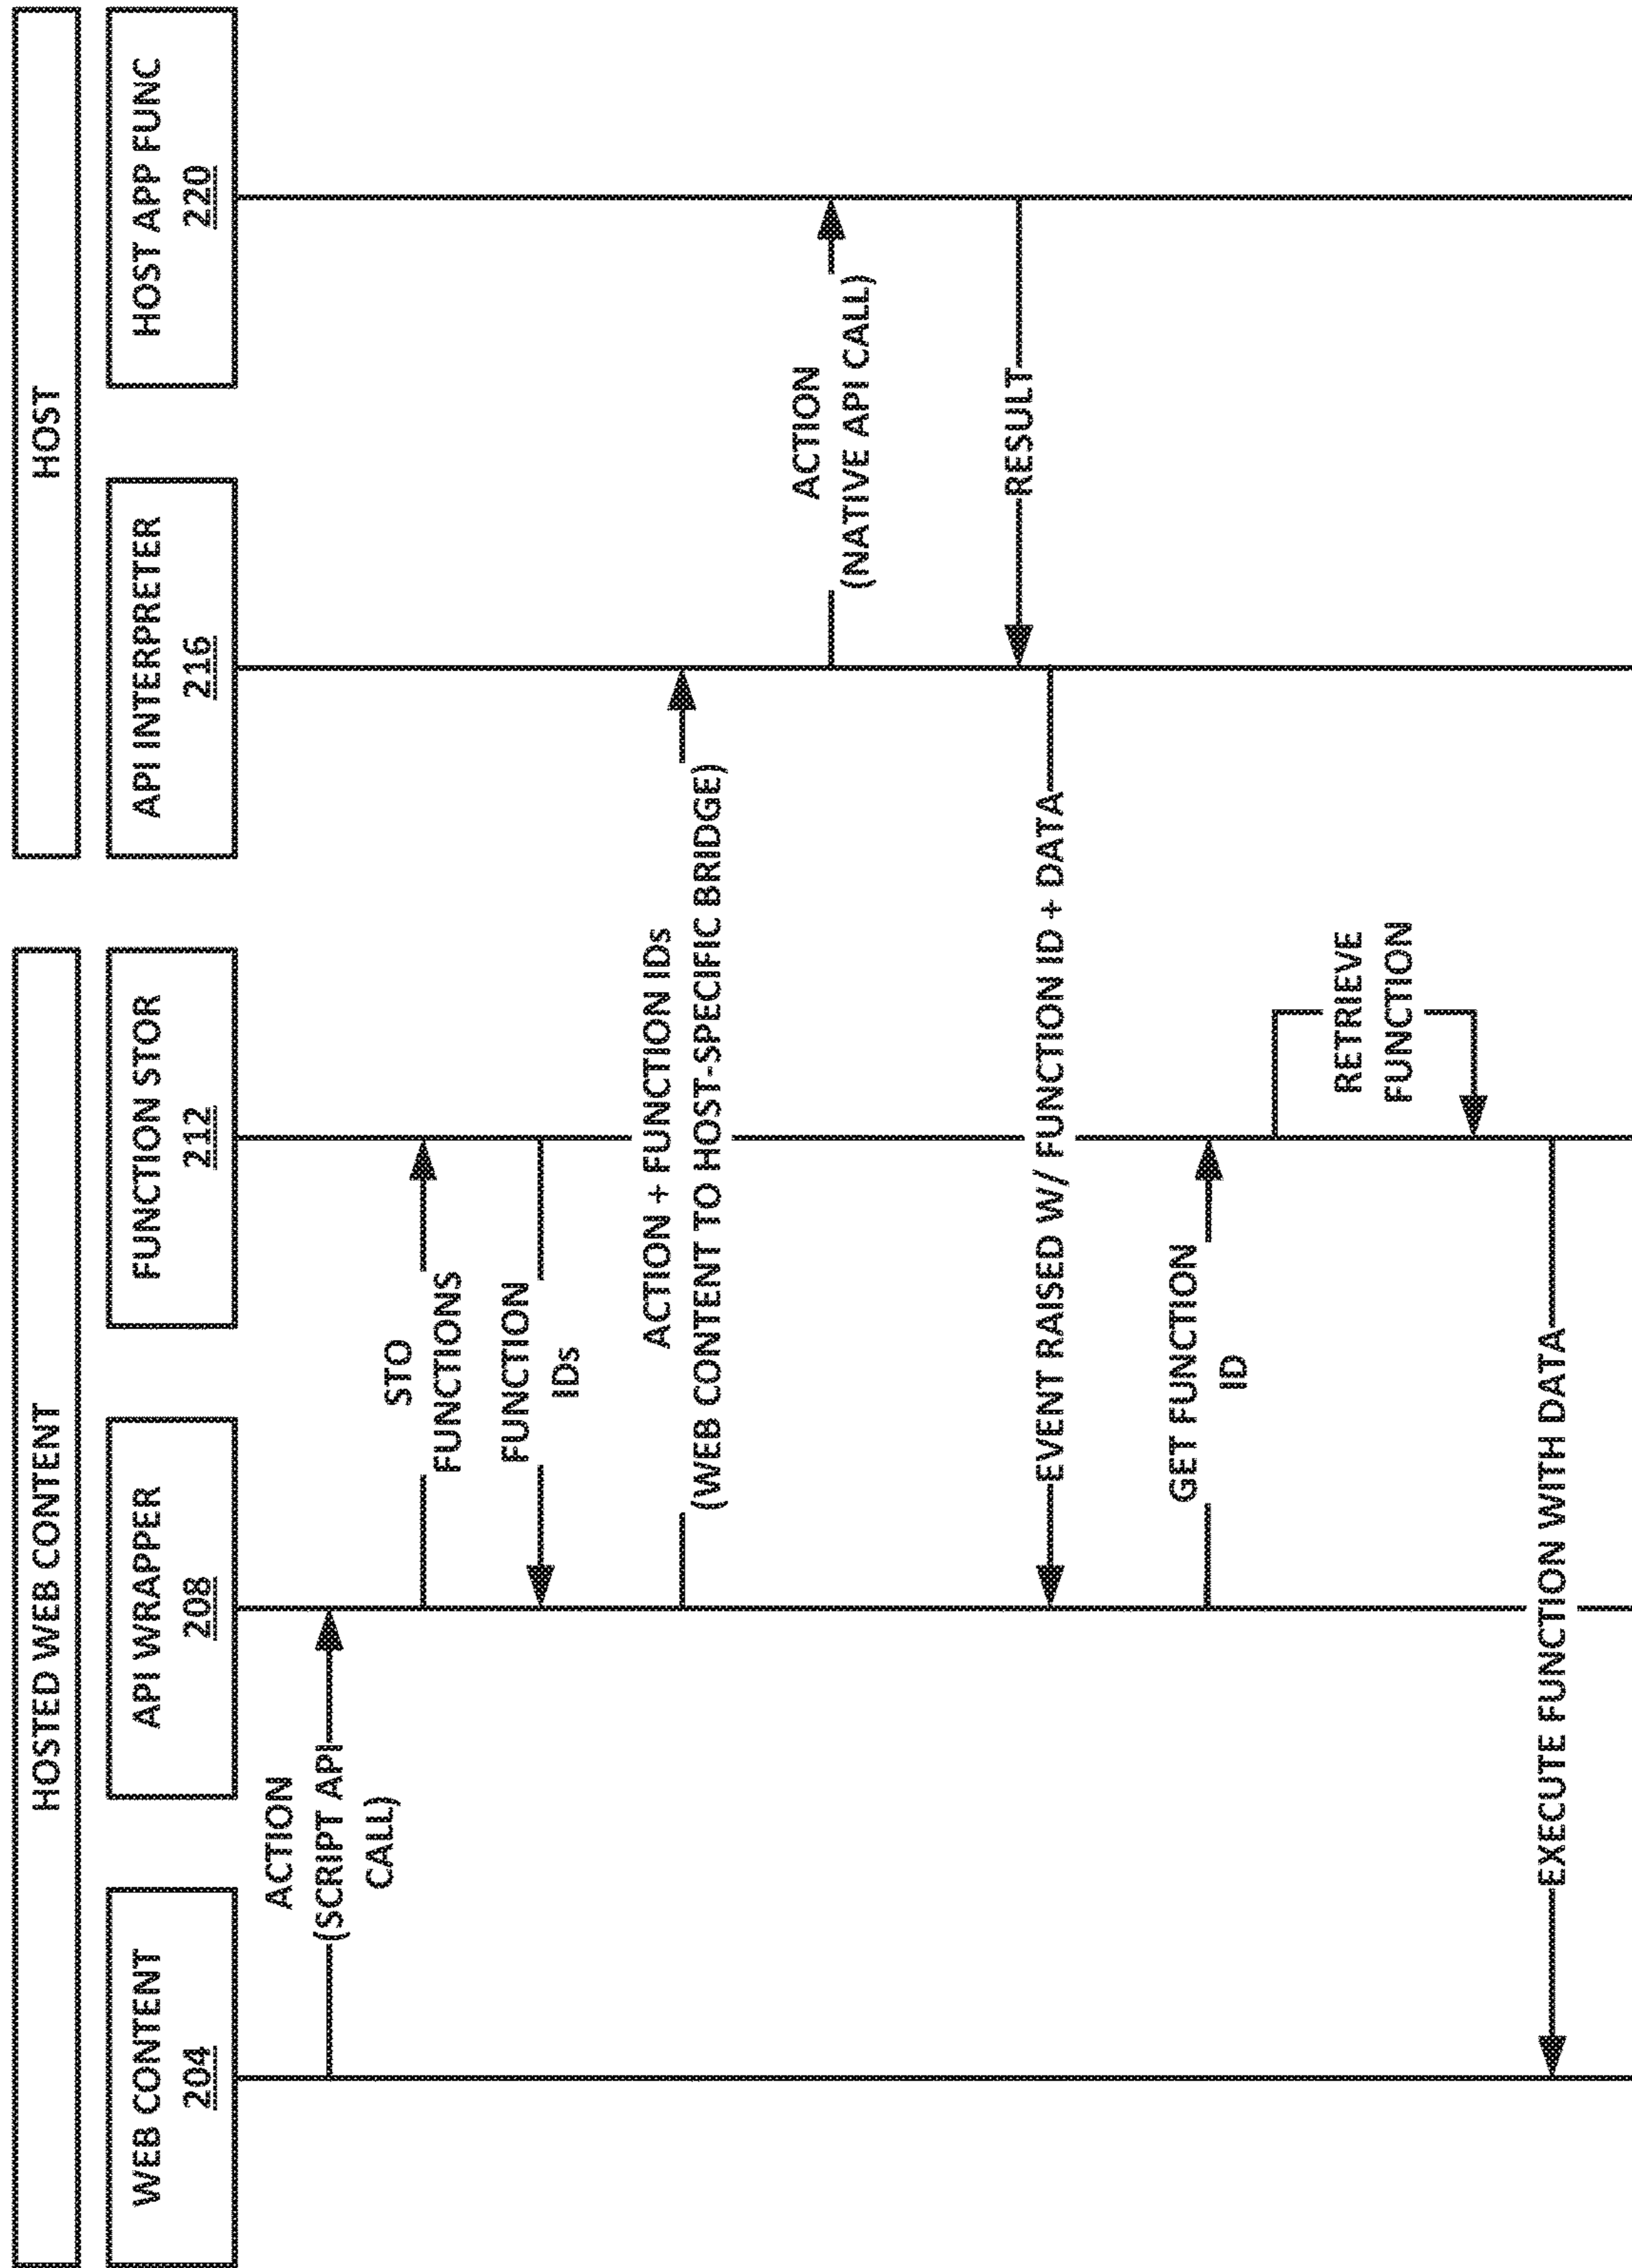 HOSTED WEB CONTENT
HOST
WEB CONTENT
204
API WRAPPER
208
FUNCTION STOR
212
API INTERPRETER
216
HOST APP FUNC
220
ACTION
(SCRIPT API
CALL)
STO
FUNCTIONS
FUNCTION
IDs
ACTION + FUNCTION IDs
(WEB CONTENT TO HOST-SPECIFIC BRIDGE)
ACTION
(NATIVE API CALL)
RESULT
EVENT RAISED W/ FUNCTION ID + DATA
GET FUNCTION
ID
RETRIEVE
FUNCTION
EXECUTE FUNCTION WITH DATA